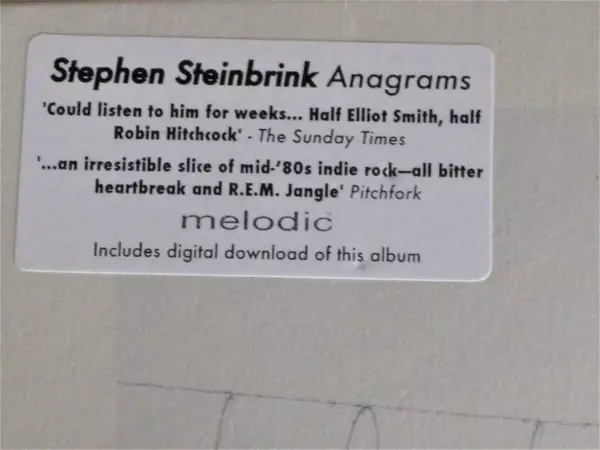 Stephen Steinbrink Anagrams
'Could listen to him for weeks... Half Elliot Smith, half
Robin Hitchcock' - The Sunday Times
'...an irresistible slice of mid-'80s indie rock—all bitter
heartbreak and R.E.M. Jangle' Pitchfork
melodic
Includes digital download of this album